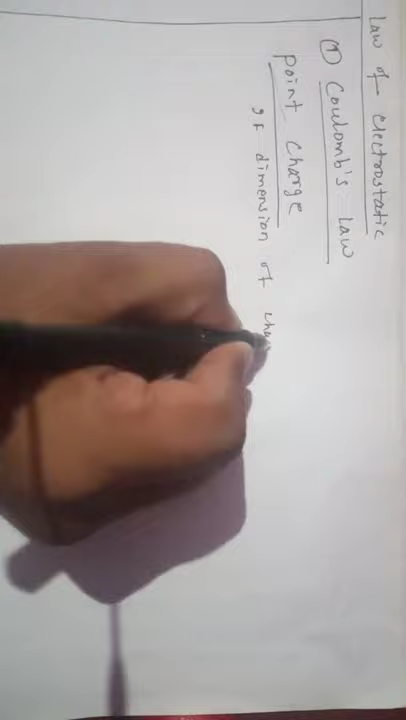 Law of electrostatic
(1) Coulomb's Law
point charge
If dimension of